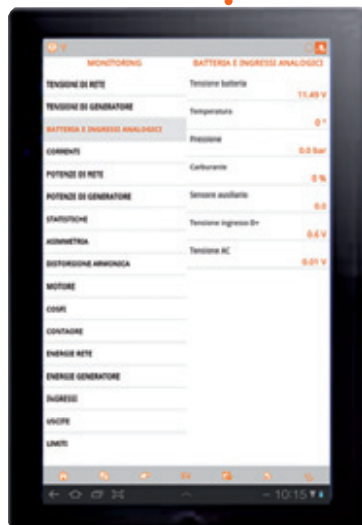 MONITORING
TENSIONI DI RETE
TENSIONI DI GENERATORE
BATTERIA E INGRESSI ANALOGICI
CORRENTI
POTENZE DI RETE
POTENZE DI GENERATORE
STATISTICHE
ASIMMETRIA
DISTORSIONE ARMONICA
MOTORE
COSFI
CONTAORE
ENERGIE RETE
ENERGIE GENERATORE
INGRESSI
USCITE
LIMITI
BATTERIA E INGRESSI ANALOGICI
Tensione batteria
11.49 V
Temperatura
0 °
Pressione
0.0 bar
Carburante
0 %
Sensore ausiliario
0.0
Tensione ingresso D+
0.6 V
Tensione AC
0.01 V
10:15